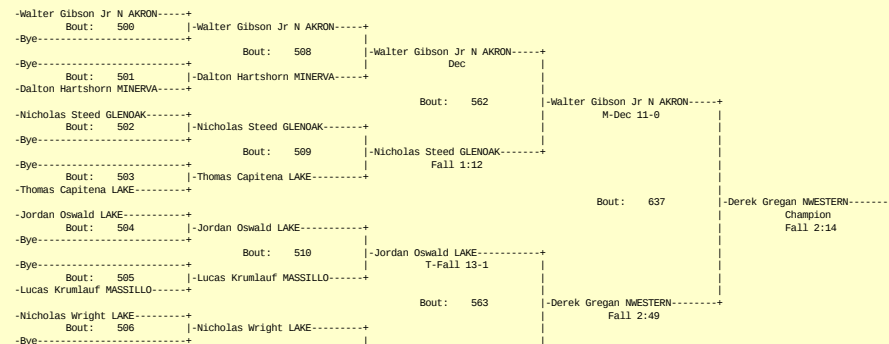 -Walter Gibson Jr N AKRON-----+
Bout: 500 |-Walter Gibson Jr N AKRON-----+
-Bye--------------------------+ |
Bout: 508 |-Walter Gibson Jr N AKRON-----+
-Bye--------------------------+ | Dec |
Bout: 501 |-Dalton Hartshorn MINERVA-----+ |
-Dalton Hartshorn MINERVA-----+ |
Bout: 562 |-Walter Gibson Jr N AKRON-----+
-Nicholas Steed GLENOAK-------+ | M-Dec 11-0 |
Bout: 502 |-Nicholas Steed GLENOAK-------+ | |
-Bye--------------------------+ | | |
Bout: 509 |-Nicholas Steed GLENOAK-------+ |
-Bye--------------------------+ | Fall 1:12 |
Bout: 503 |-Thomas Capitena LAKE---------+ |
-Thomas Capitena LAKE---------+ |
Bout: 637 |-Derek Gregan NWESTERN-------
-Jordan Oswald LAKE-----------+ | Champion
Bout: 504 |-Jordan Oswald LAKE-----------+ | Fall 2:14
-Bye--------------------------+ | |
Bout: 510 |-Jordan Oswald LAKE-----------+ |
-Bye--------------------------+ | T-Fall 13-1 | |
Bout: 505 |-Lucas Krumlauf MASSILLO------+ | |
-Lucas Krumlauf MASSILLO------+ | |
Bout: 563 |-Derek Gregan NWESTERN--------+
-Nicholas Wright LAKE---------+ | Fall 2:49
Bout: 506 |-Nicholas Wright LAKE---------+ |
-Bye--------------------------+ | |